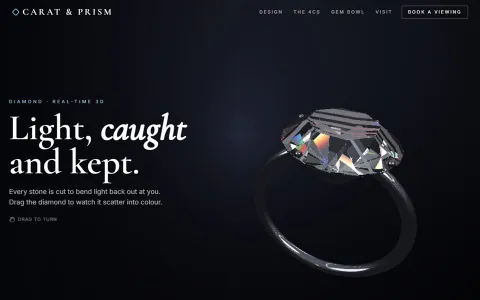 CARAT & PRISM
DESIGN THE 4CS GEM BOWL VISIT BOOK A VIEWING
DIAMOND · REAL-TIME 3D
Light, caught
and kept.
Every stone is cut to bend light back out at you.
Drag the diamond to watch it scatter into colour.
DRAG TO TURN